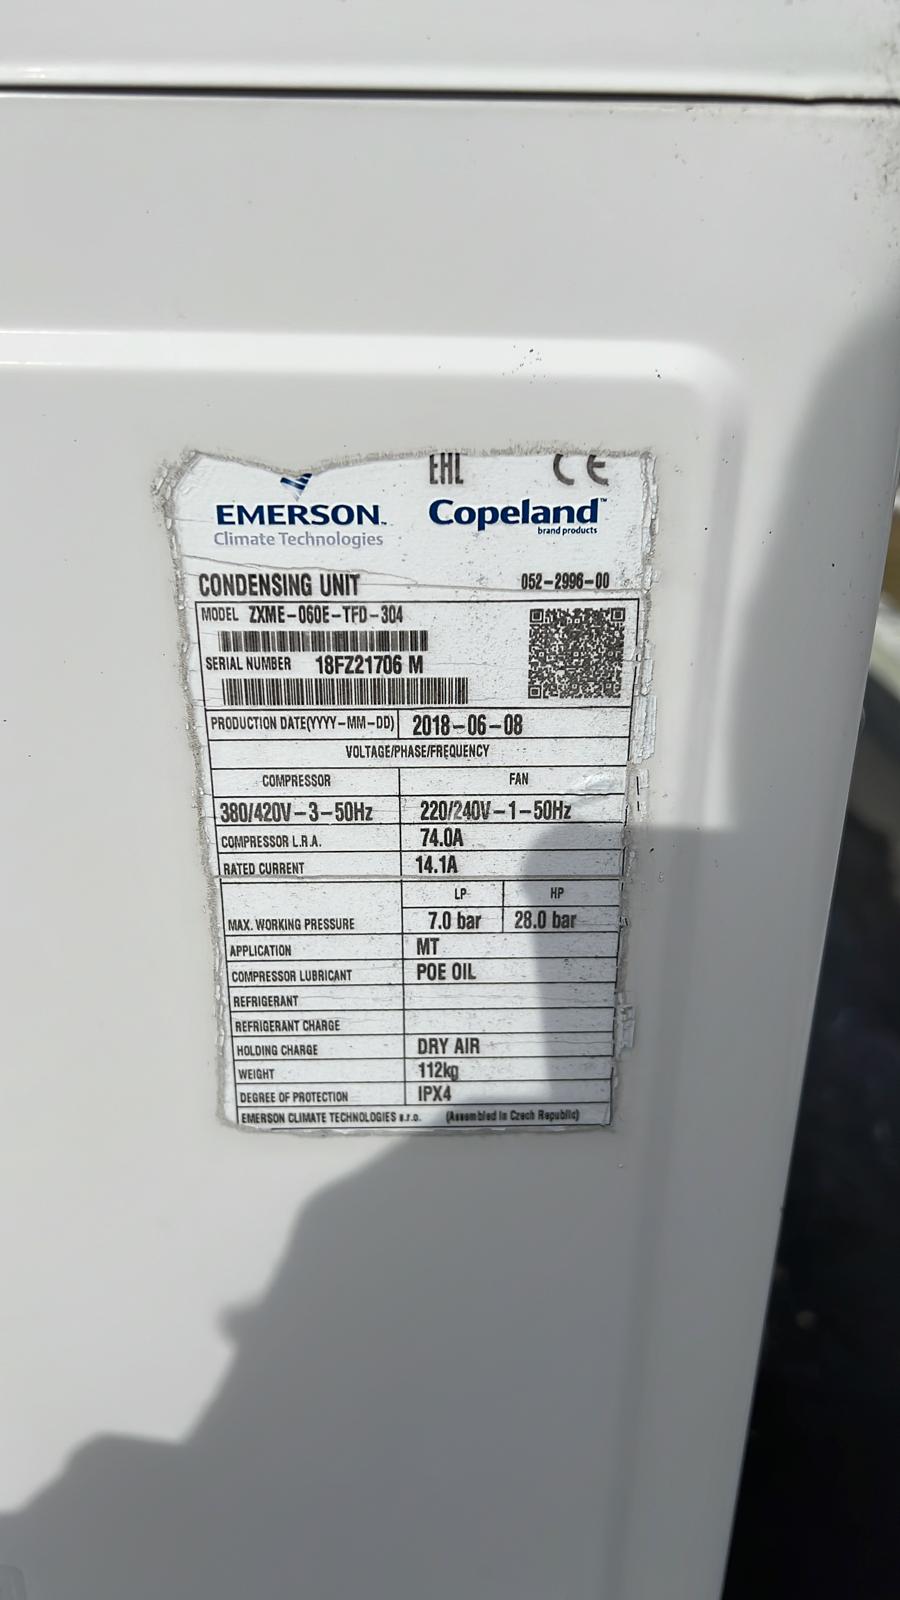 EAC CE
EMERSON™ Copeland™
Climate Technologies brand products
CONDENSING UNIT 052-2996-00
MODEL ZXME-060E-TFD-304
SERIAL NUMBER 18FZ21706 M
PRODUCTION DATE(YYYY-MM-DD) 2018-06-08
VOLTAGE/PHASE/FREQUENCY
COMPRESSOR FAN
380/420V-3-50Hz 220/240V-1-50Hz
COMPRESSOR L.R.A. 74.0A
RATED CURRENT 14.1A
LP HP
MAX. WORKING PRESSURE 7.0 bar 28.0 bar
APPLICATION MT
COMPRESSOR LUBRICANT POE OIL
REFRIGERANT
REFRIGERANT CHARGE
HOLDING CHARGE DRY AIR
WEIGHT 112kg
DEGREE OF PROTECTION IPX4
EMERSON CLIMATE TECHNOLOGIES s.r.o. (Assembled in Czech Republic)